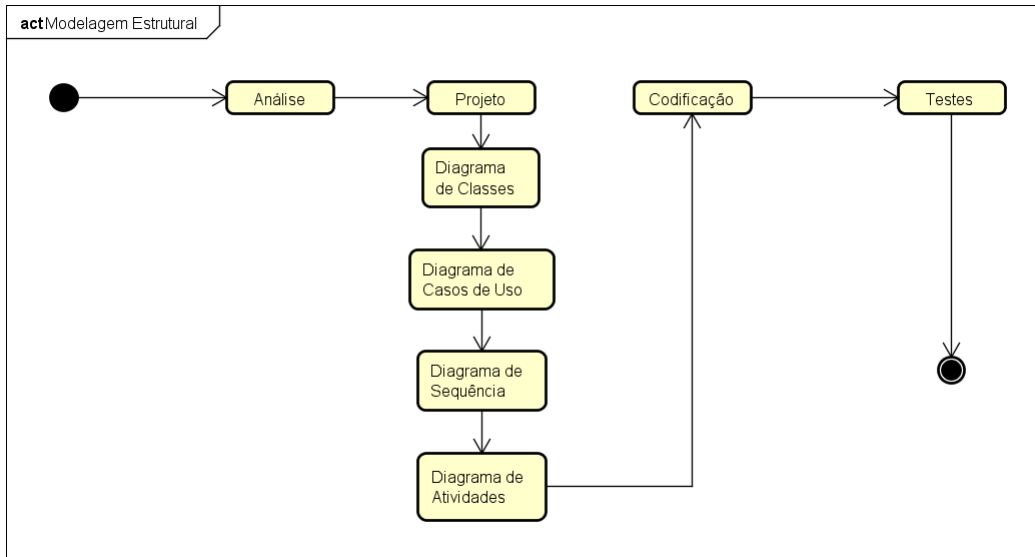 act Modelagem Estrutural
Análise
Projeto
Diagrama
de Classes
Diagrama de
Casos de Uso
Diagrama de
Sequência
Diagrama de
Atividades
Codificação
Testes